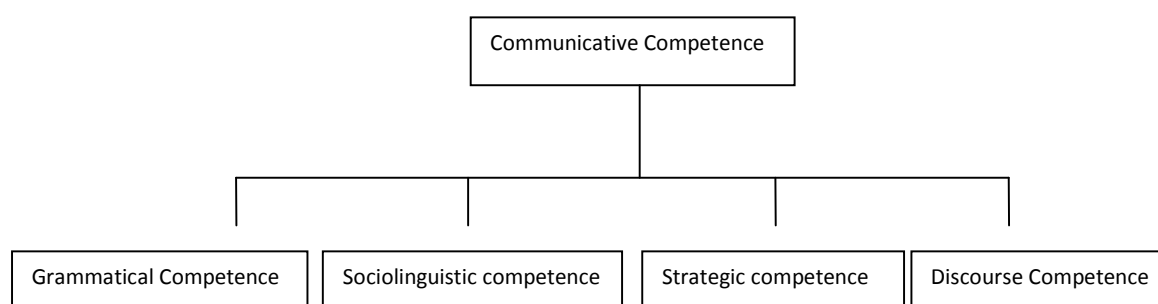 Communicative Competence
Grammatical Competence
Sociolinguistic competence
Strategic competence
Discourse Competence